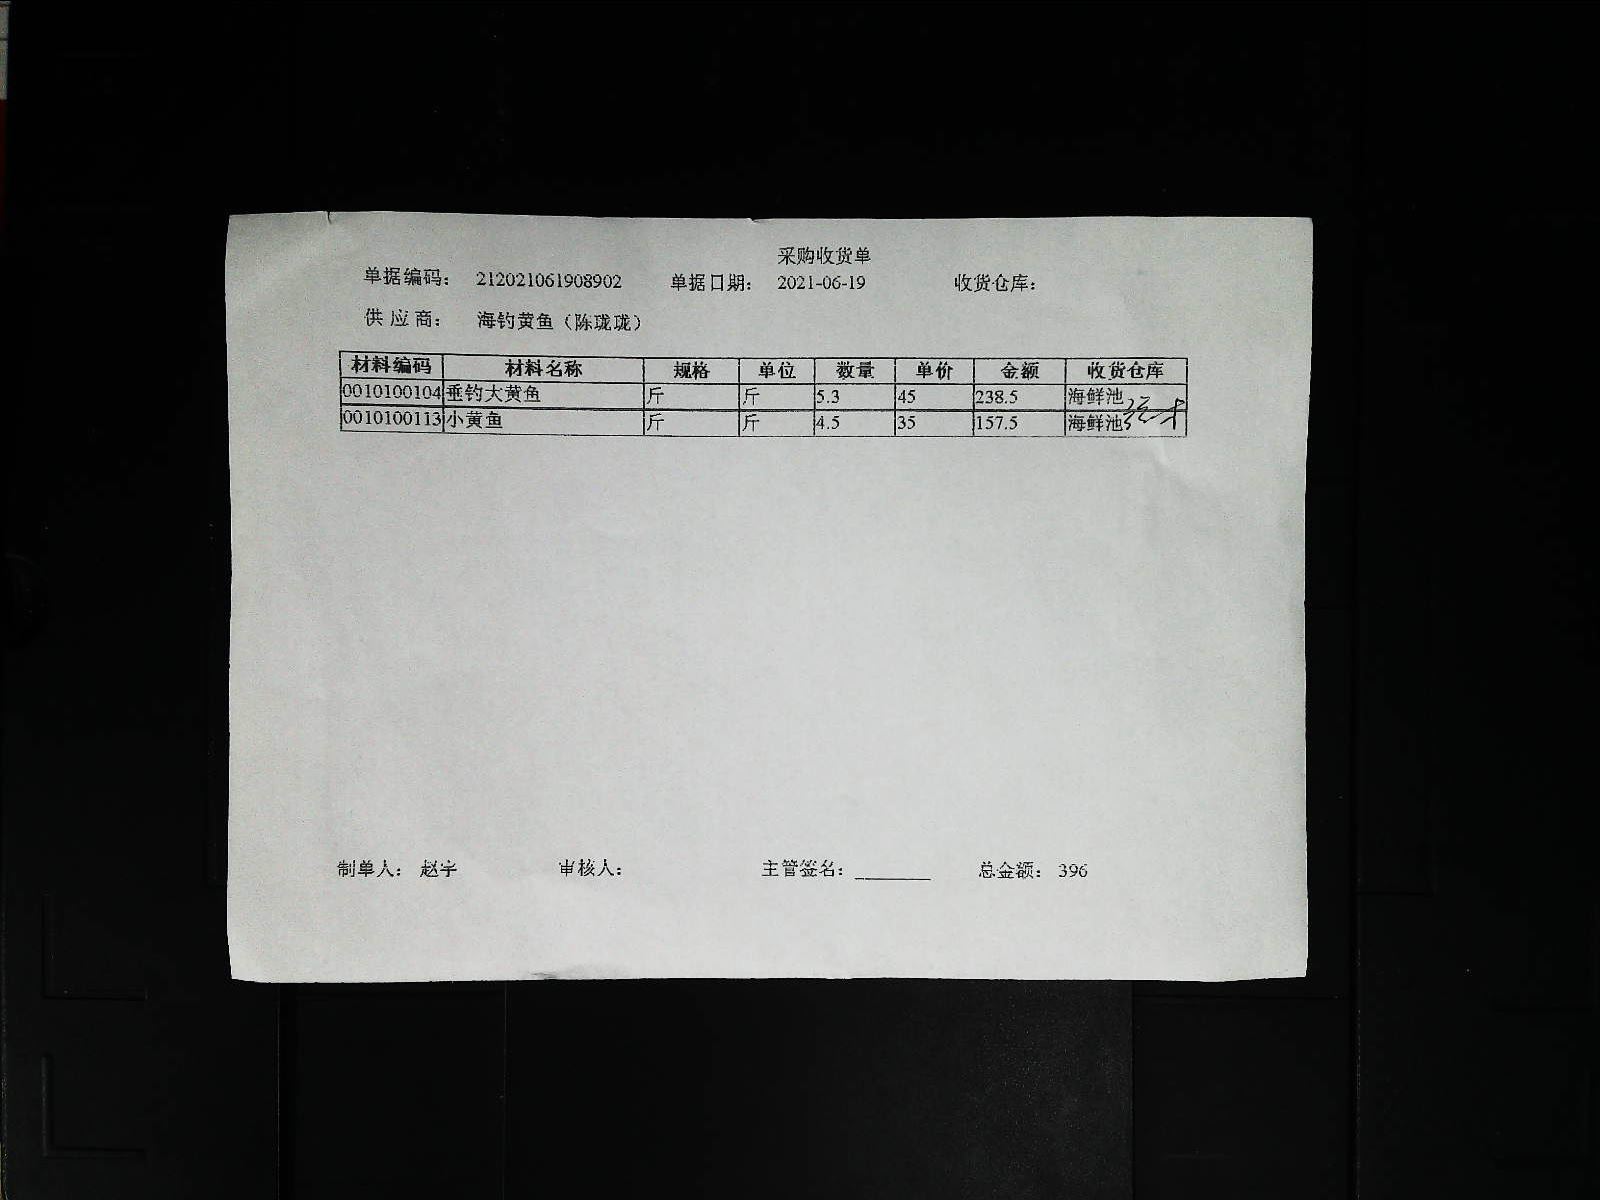 采购收货单
单据编码： 212021061908902 单据日期： 2021-06-19 收货仓库：
供应商： 海钓黄鱼（陈珑珑）
材料编码 材料名称 规格 单位 数量 单价 金额 收货仓库
0010100104 垂钓大黄鱼 斤 斤 5.3 45 238.5 海鲜池
0010100113 小黄鱼 斤 斤 4.5 35 157.5 海鲜池
制单人： 赵宇 审核人： 主管签名：________ 总金额： 396